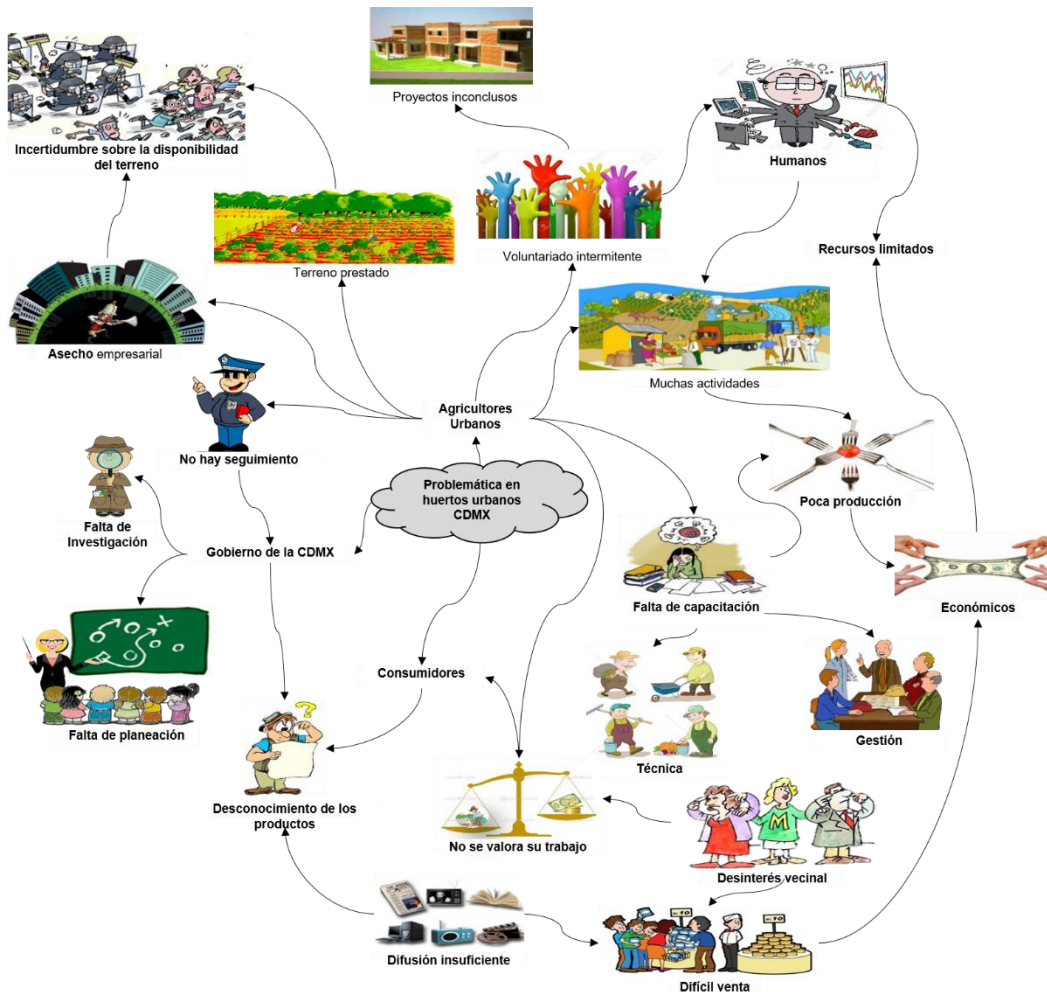 Proyectos inconclusos
Incertidumbre sobre la disponibilidad
del terreno
Humanos
Terreno prestado
Voluntariado intermitente
Recursos limitados
Asecho empresarial
Muchas actividades
Agricultores
Urbanos
No hay seguimiento
Problemática en
huertos urbanos
CDMX
Poca producción
Falta de
Investigación
Gobierno de la CDMX
Falta de capacitación
Económicos
Consumidores
Falta de planeación
Gestión
Técnica
Desconocimiento de los
productos
No se valora su trabajo
M
Desinterés vecinal
10
10
Difusión insuficiente
Difícil venta